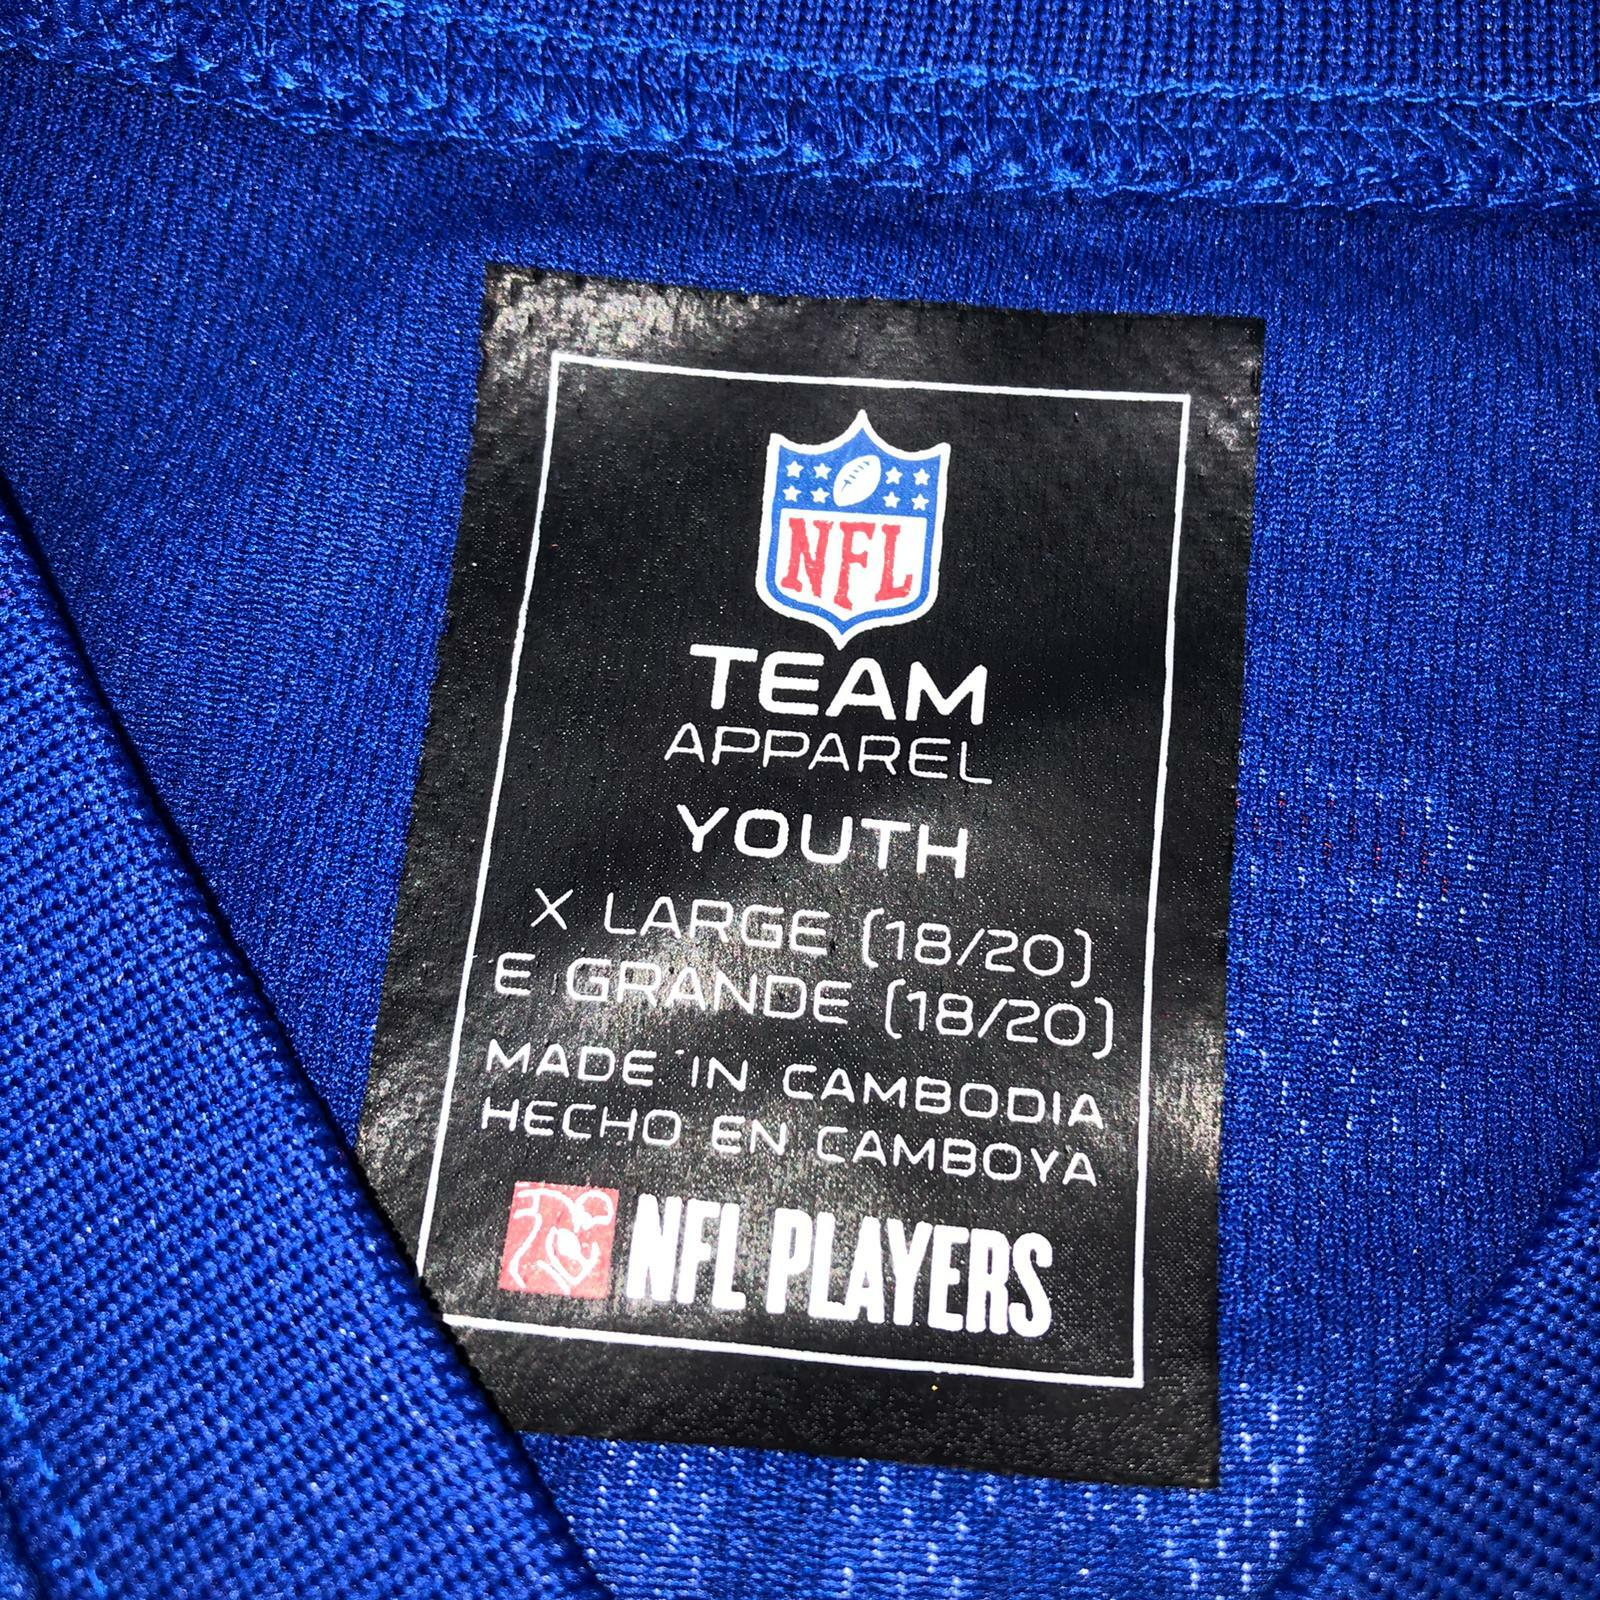 NFL
TEAM
APPAREL
YOUTH
X LARGE (18/20)
E GRANDE (18/20)
MADE IN CAMBODIA
HECHO EN CAMBOYA
NFL PLAYERS